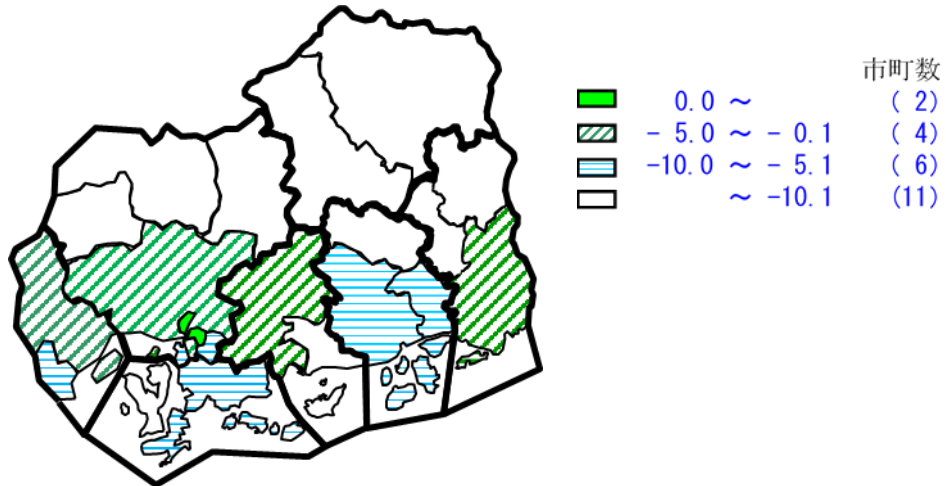 市町数
0.0 ～ ( 2)
- 5.0 ～ - 0.1 ( 4)
-10.0 ～ - 5.1 ( 6)
～ -10.1 (11)